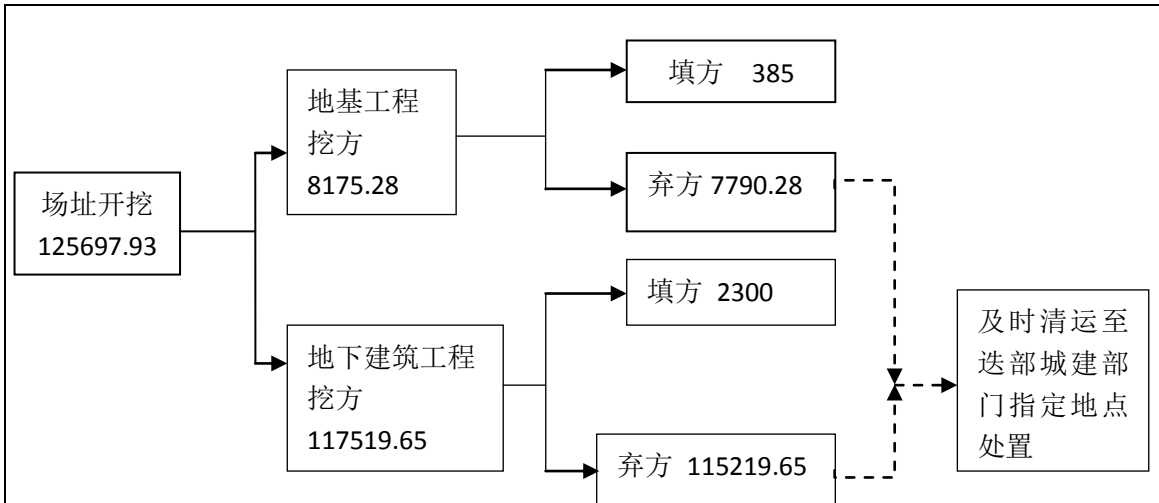 场址开挖
125697.93
地基工程
挖方
8175.28
填方 385
弃方 7790.28
地下建筑工程
挖方
117519.65
填方 2300
弃方 115219.65
及时清运至
迭部城建部
门指定地点
处置